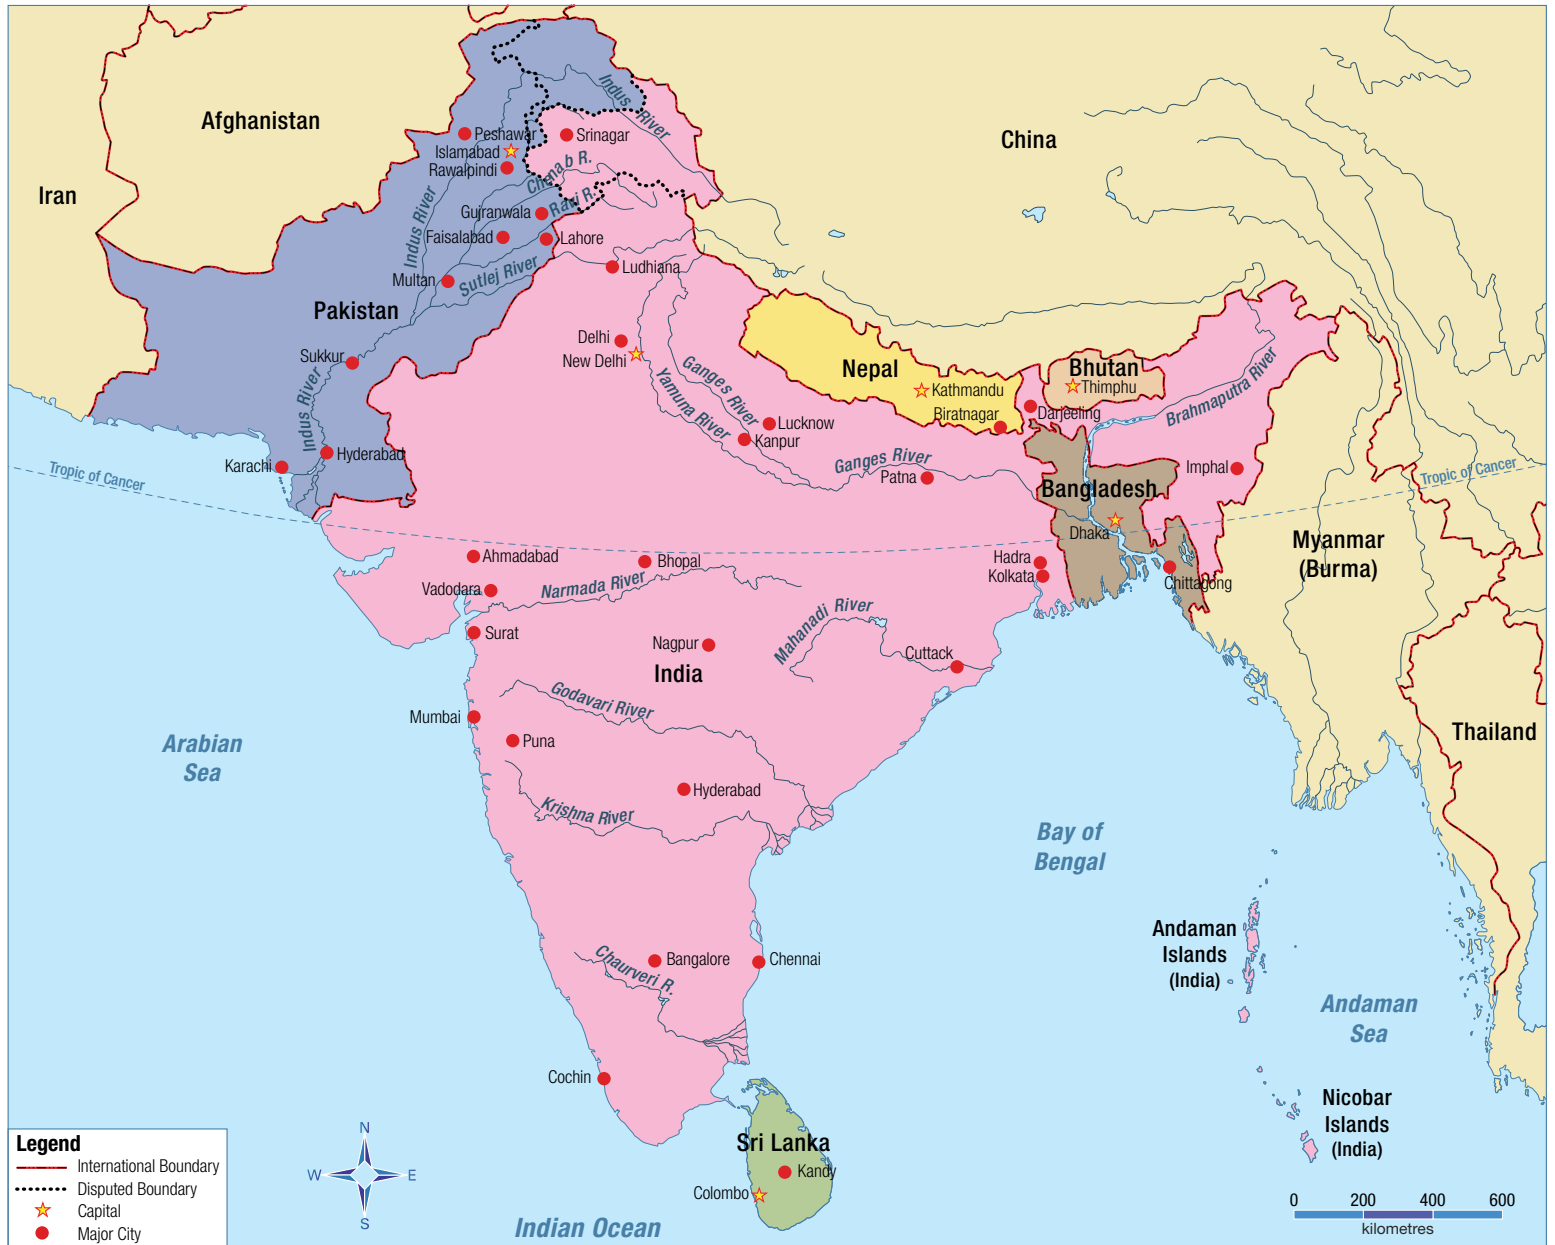 Afghanistan
Iran
China
Indus River
Peshawar
Srinagar
Islamabad
Rawalpindi
Chenab R.
Ravi R.
Gujranwala
Indus River
Faisalabad
Lahore
Multan
Sutlej River
Ludhiana
Pakistan
Delhi
New Delhi
Sukkur
Nepal
Kathmandu
Biratnagar
Bhutan
Thimphu
Darjeeling
Brahmaputra River
Ganges River
Yamuna River
Indus River
Lucknow
Kanpur
Hyderabad
Karachi
Ganges River
Patna
Imphal
Tropic of Cancer
Tropic of Cancer
Bangladesh
Dhaka
Myanmar
(Burma)
Ahmadabad
Bhopal
Hadra
Kolkata
Chittagong
Vadodara
Narmada River
Surat
Mahanadi River
Nagpur
Cuttack
India
Godavari River
Mumbai
Puna
Thailand
Arabian
Sea
Hyderabad
Krishna River
Bay of
Bengal
Andaman
Islands
(India)
Chaurveri R.
Bangalore
Chennai
Andaman
Sea
Cochin
Nicobar
Islands
(India)
Sri Lanka
Kandy
Colombo
Indian Ocean
N
W
E
S
Legend
International Boundary
Disputed Boundary
Capital
Major City
0 200 400 600
kilometres